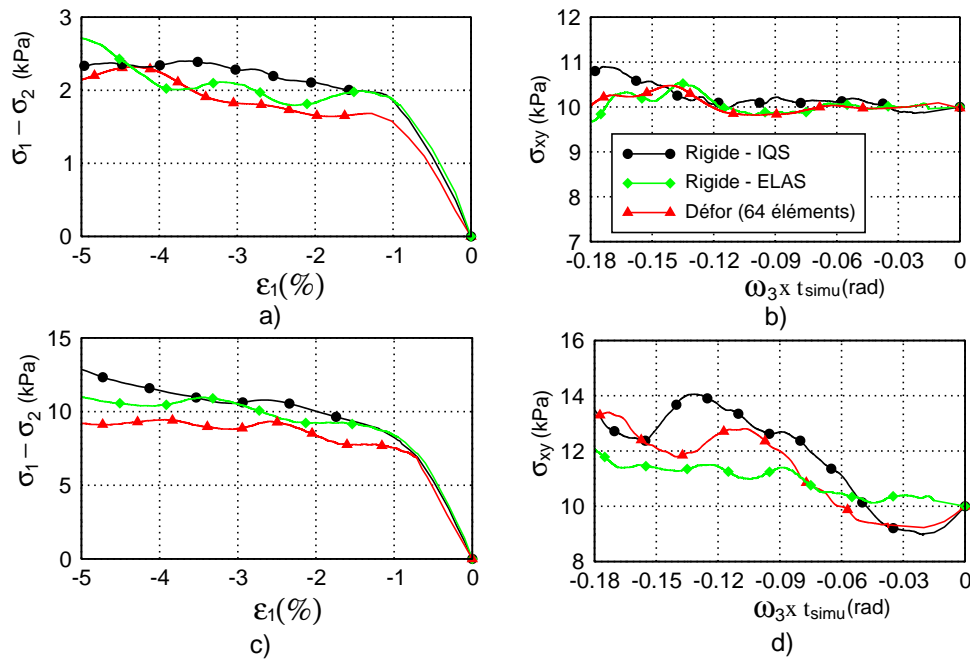 3
2
1
0
σ1 − σ2 (kPa)
-5 -4 -3 -2 -1 0
ε1(%)
a)
12
11
10
9
8
7
σxy (kPa)
Rigide - IQS
Rigide - ELAS
Défor (64 éléments)
-0.18 -0.15 -0.12 -0.09 -0.06 -0.03 0
ω3 x tsimu (rad)
b)
15
10
5
0
σ1 − σ2 (kPa)
-5 -4 -3 -2 -1 0
ε1(%)
c)
16
14
12
10
8
σxy (kPa)
-0.18 -0.15 -0.12 -0.09 -0.06 -0.03 0
ω3 x tsimu (rad)
d)